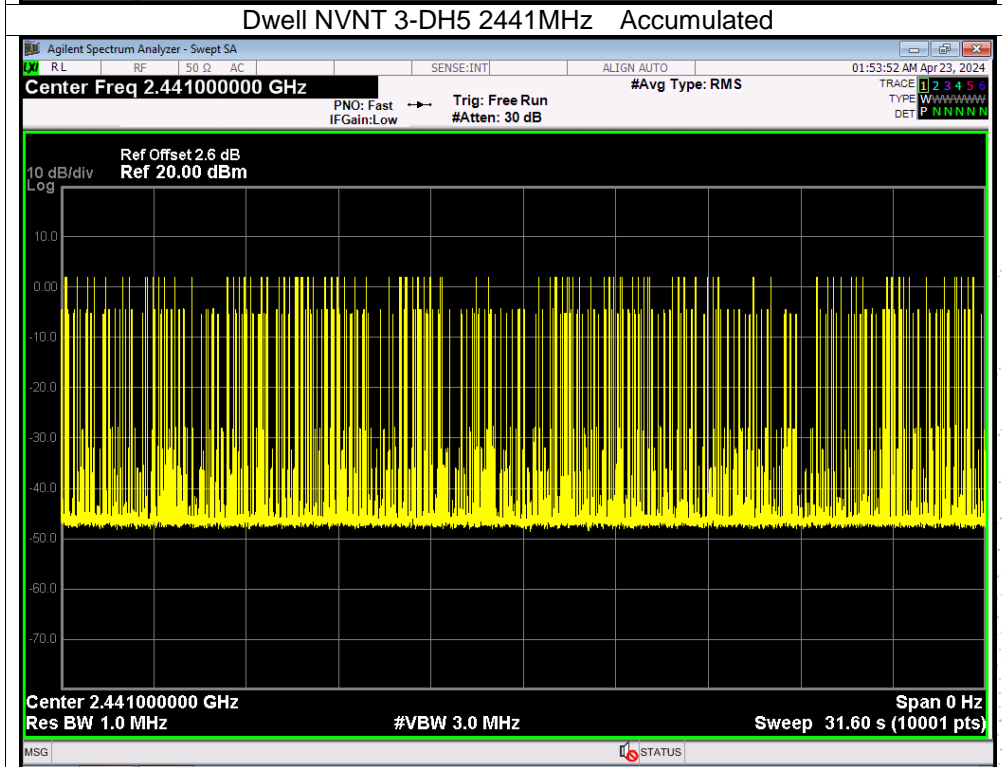 Dwell NVNT 3-DH5 2441MHz Accumulated
Agilent Spectrum Analyzer - Swept SA
LXI RL RF 50 Ω AC SENSE:INT ALIGN AUTO 01:53:52 AM Apr 23, 2024
Center Freq 2.441000000 GHz #Avg Type: RMS TRACE 1 2 3 4 5 6
PNO: Fast Trig: Free Run TYPE WWWWWW
IFGain:Low #Atten: 30 dB DET P N N N N N
Ref Offset 2.6 dB
10 dB/div Ref 20.00 dBm
Log
10.0
0.00
-10.0
-20.0
-30.0
-40.0
-50.0
-60.0
-70.0
Center 2.441000000 GHz Span 0 Hz
Res BW 1.0 MHz #VBW 3.0 MHz Sweep 31.60 s (10001 pts)
MSG STATUS